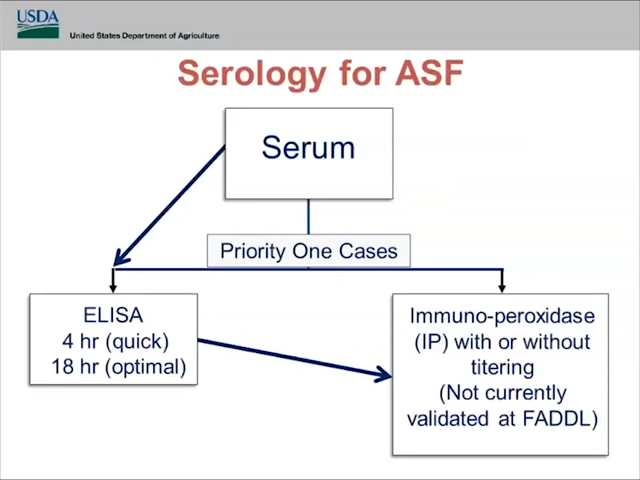 USDA
United States Department of Agriculture
Serology for ASF
Serum
Priority One Cases
ELISA
4 hr (quick)
18 hr (optimal)
Immuno-peroxidase
(IP) with or without
titering
(Not currently
validated at FADDL)